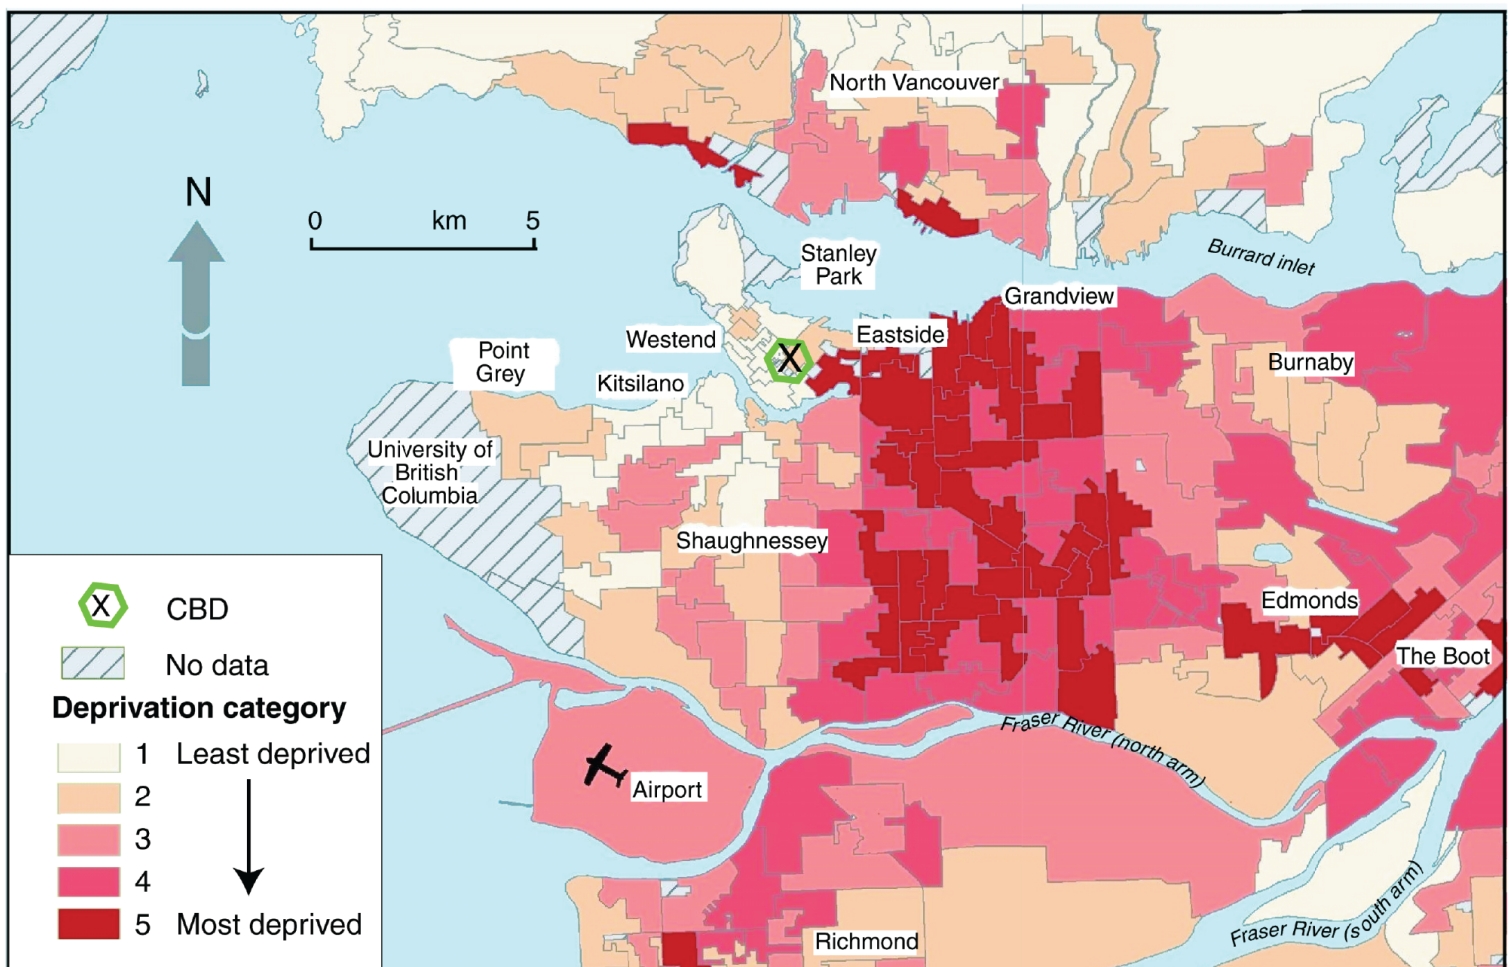 North Vancouver
N
0 km 5
Stanley
Park
Burrard inlet
Grandview
Westend
X
Eastside
Point
Grey
Kitsilano
Burnaby
University of
British
Columbia
Shaughnessey
Edmonds
The Boot
Fraser River (north arm)
Airport
Richmond
Fraser River (south arm)
X CBD
No data
Deprivation category
1 Least deprived
2
3
4
5 Most deprived